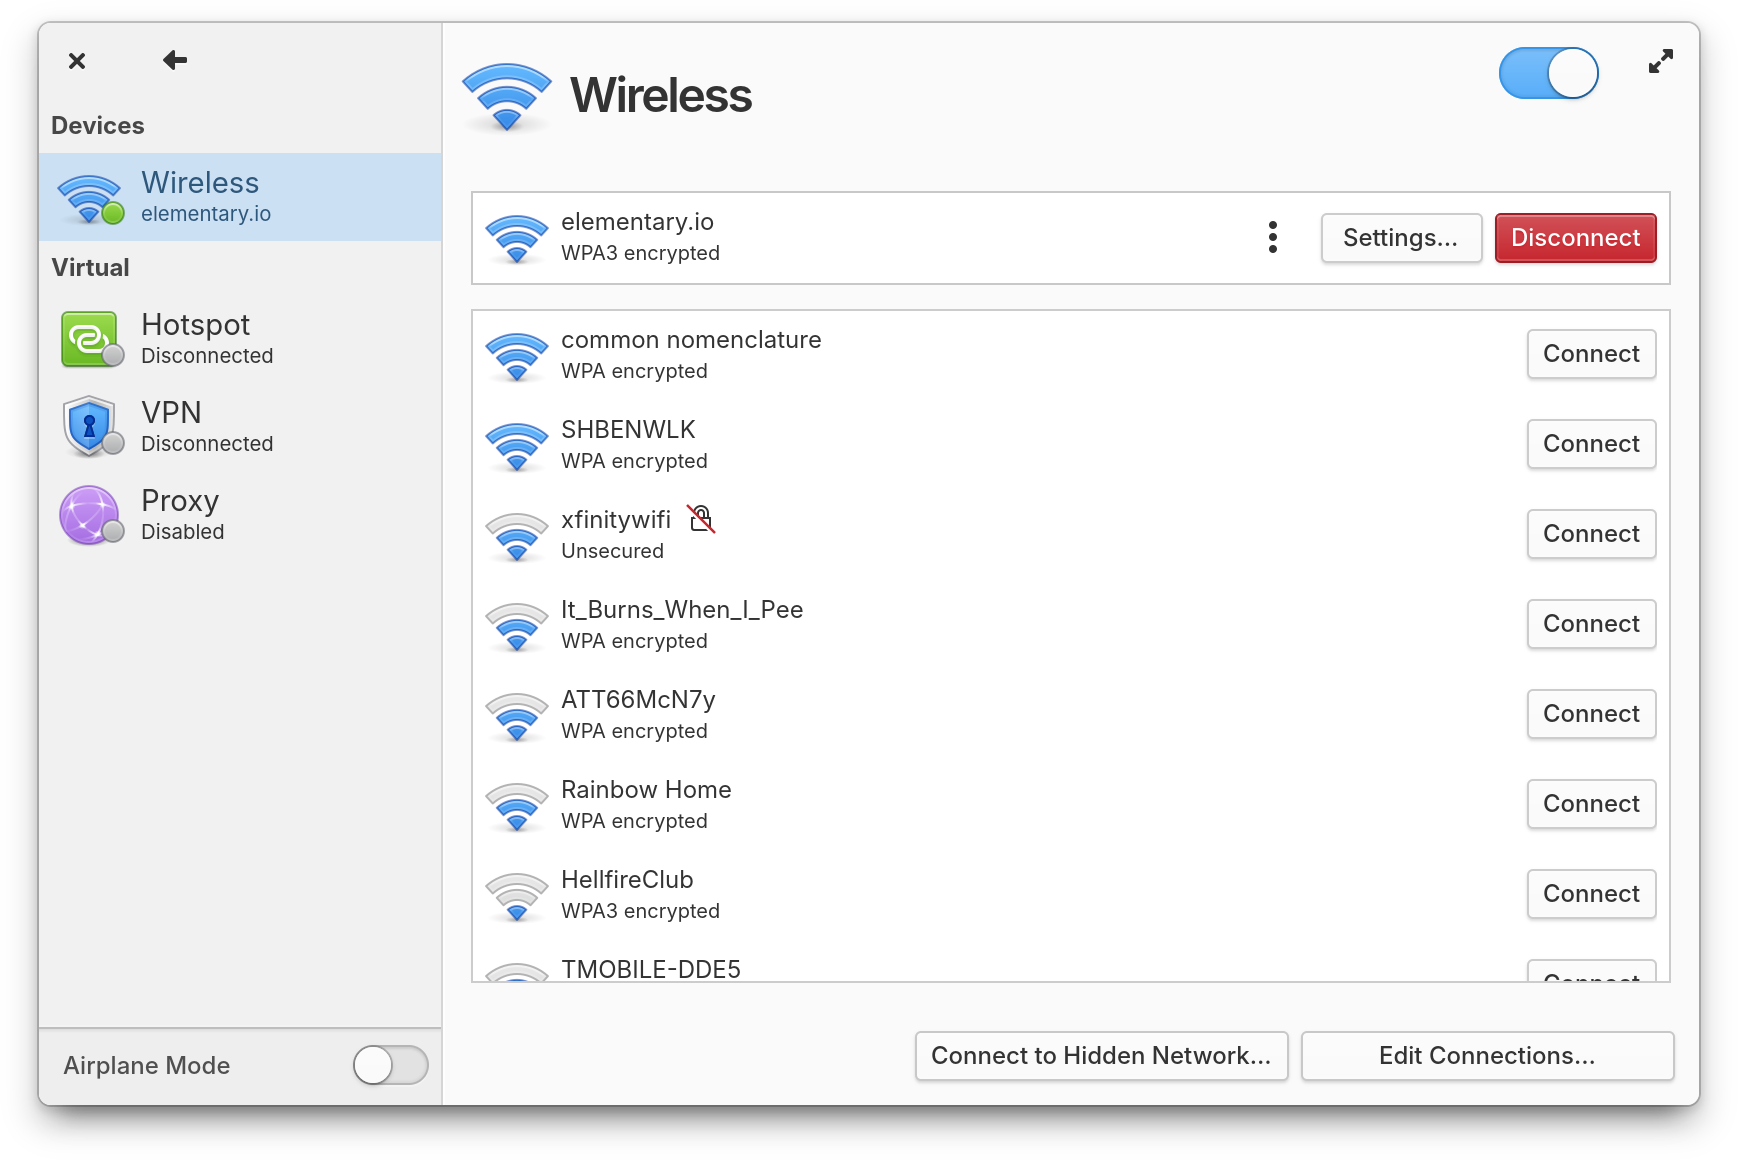 Devices
Wireless
elementary.io
Virtual
Hotspot
Disconnected
VPN
Disconnected
Proxy
Disabled
Airplane Mode
Wireless
elementary.io
WPA3 encrypted
Settings...
Disconnect
common nomenclature
WPA encrypted
Connect
SHBENWLK
WPA encrypted
Connect
xfinitywifi
Unsecured
Connect
It_Burns_When_I_Pee
WPA encrypted
Connect
ATT66McN7y
WPA encrypted
Connect
Rainbow Home
WPA encrypted
Connect
HellfireClub
WPA3 encrypted
Connect
TMOBILE-DDE5
Connect
Connect to Hidden Network...
Edit Connections...